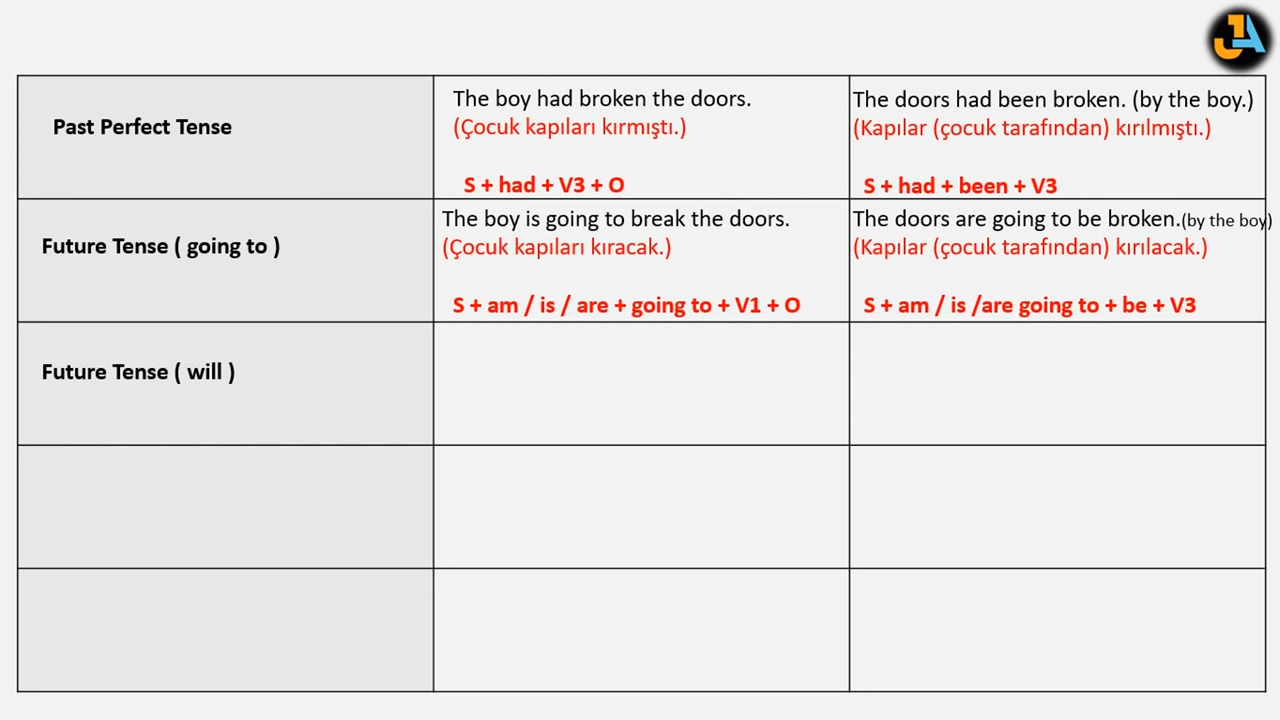 JA
Past Perfect Tense
The boy had broken the doors.
(Çocuk kapıları kırmıştı.)
S + had + V3 + O
The doors had been broken. (by the boy.)
(Kapılar (çocuk tarafından) kırılmıştı.)
S + had + been + V3
Future Tense ( going to )
The boy is going to break the doors.
(Çocuk kapıları kıracak.)
S + am / is / are + going to + V1 + O
The doors are going to be broken.(by the boy)
(Kapılar (çocuk tarafından) kırılacak.)
S + am / is /are going to + be + V3
Future Tense ( will )